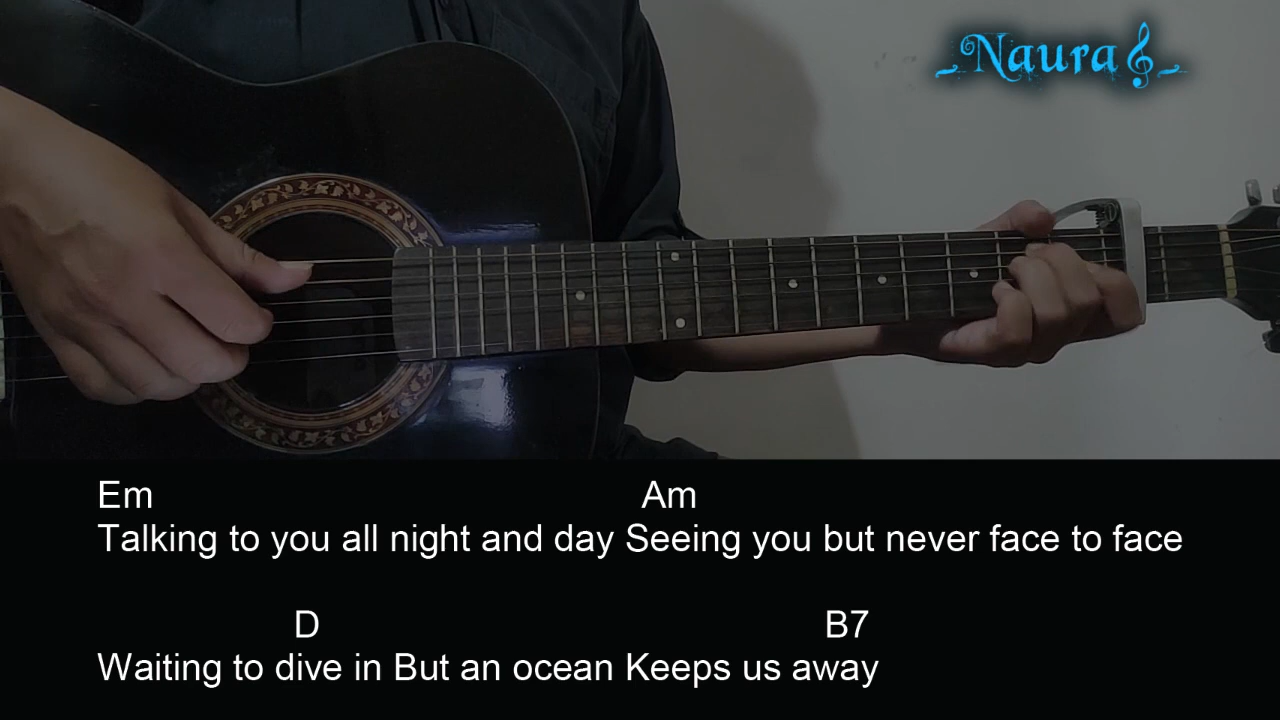 Naura
Em Am
Talking to you all night and day Seeing you but never face to face
D B7
Waiting to dive in But an ocean Keeps us away